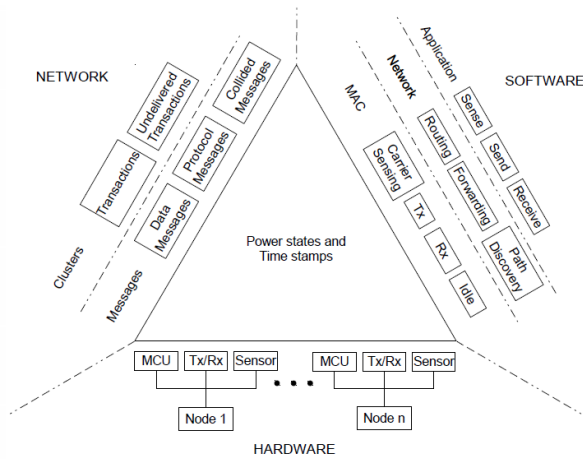 NETWORK
Undelivered
Transactions
Collided
Messages
Transactions
Protocol
Messages
Data
Messages
Clusters
Messages
SOFTWARE
Application
Network
MAC
Sense
Send
Receive
Routing
Forwarding
Path
Discovery
Carrier
Sensing
Tx
Rx
Idle
Power states and
Time stamps
MCU Tx/Rx Sensor ••• MCU Tx/Rx Sensor
Node 1 Node n
HARDWARE